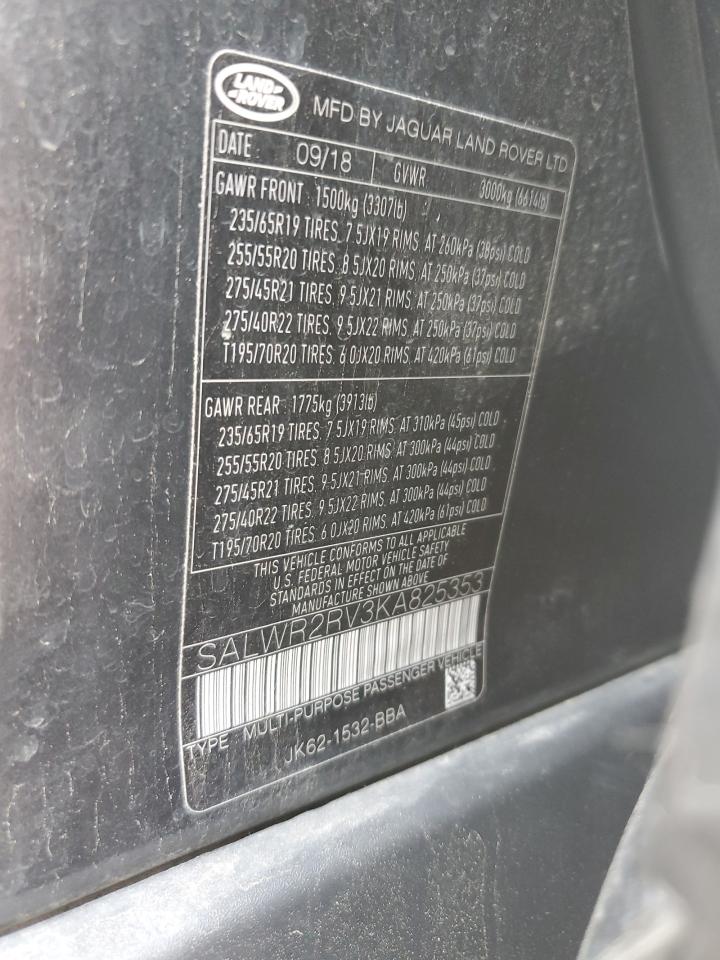 LAND ROVER
MFD BY JAGUAR LAND ROVER LTD
DATE 09/18 GVWR 3000kg (6614lb)
GAWR FRONT 1500kg (3307lb)
235/65R19 TIRES. 7.5JX19 RIMS. AT 260kPa (38psi) COLD
255/55R20 TIRES. 8.5JX20 RIMS. AT 250kPa (37psi) COLD
275/45R21 TIRES. 9.5JX21 RIMS. AT 250kPa (37psi) COLD
275/40R22 TIRES. 9.5JX22 RIMS. AT 250kPa (37psi) COLD
T195/70R20 TIRES. 6.0JX20 RIMS. AT 420kPa (61psi) COLD
GAWR REAR 1775kg (3913lb)
235/65R19 TIRES. 7.5JX19 RIMS. AT 310kPa (45psi) COLD
255/55R20 TIRES. 8.5JX20 RIMS. AT 300kPa (44psi) COLD
275/45R21 TIRES. 9.5JX21 RIMS. AT 300kPa (44psi) COLD
275/40R22 TIRES. 9.5JX22 RIMS. AT 300kPa (44psi) COLD
T195/70R20 TIRES. 6.0JX20 RIMS. AT 420kPa (61psi) COLD
THIS VEHICLE CONFORMS TO ALL APPLICABLE
U.S. FEDERAL MOTOR VEHICLE SAFETY
STANDARDS IN EFFECT ON THE DATE OF
MANUFACTURE SHOWN ABOVE
SALWR2RV3KA825353
TYPE MULTI-PURPOSE PASSENGER VEHICLE
JK62-1532-BBA